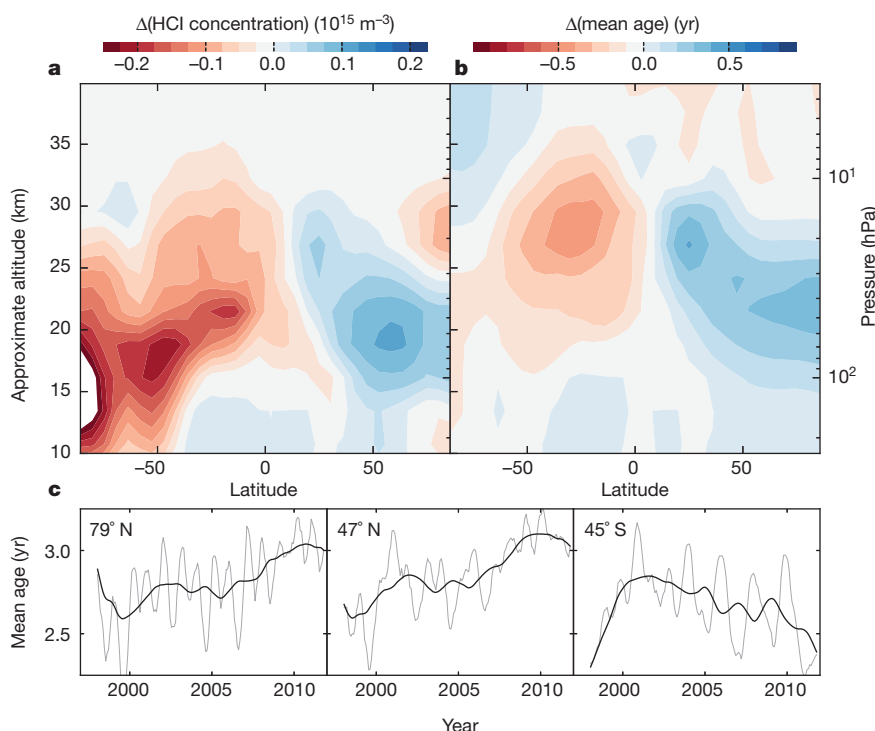 Δ(HCl concentration) (10¹⁵ m⁻³)
−0.2 −0.1 0.0 0.1 0.2
Δ(mean age) (yr)
−0.5 0.0 0.5
a
b
Approximate altitude (km)
35
30
25
20
15
10
−50 0 50
Latitude
−50 0 50
Latitude
10¹
10²
Pressure (hPa)
c
Mean age (yr)
3.0
2.5
79° N
47° N
45° S
2000 2005 2010
2000 2005 2010
2000 2005 2010
Year